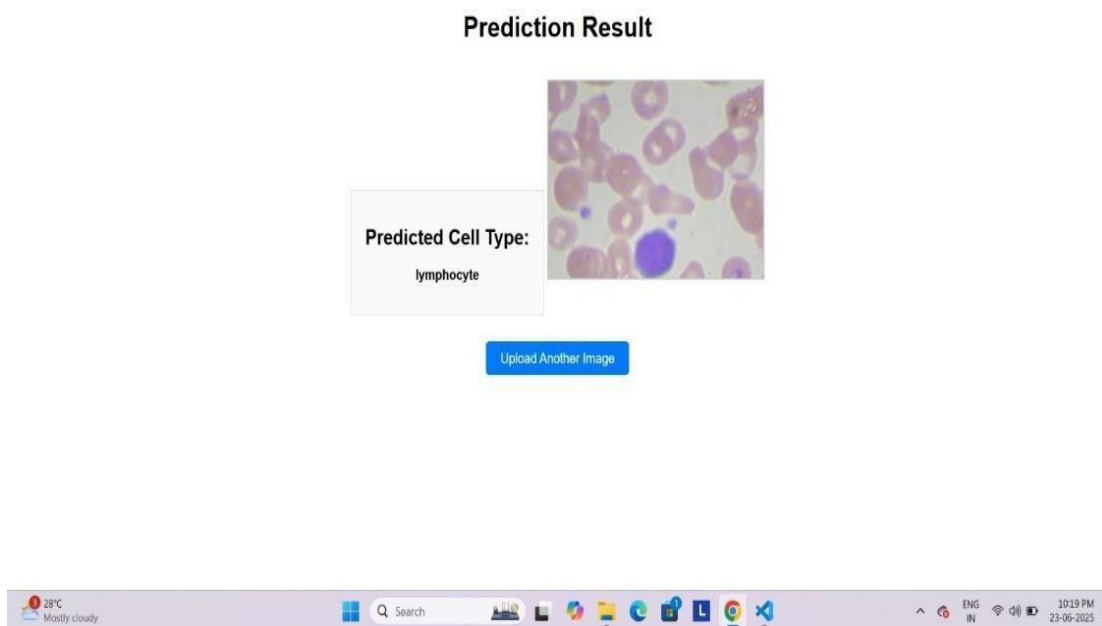 Prediction Result
Predicted Cell Type:
lymphocyte
Upload Another Image
28°C
Mostly cloudy
Search
ENG
IN
10:19 PM
23-06-2025